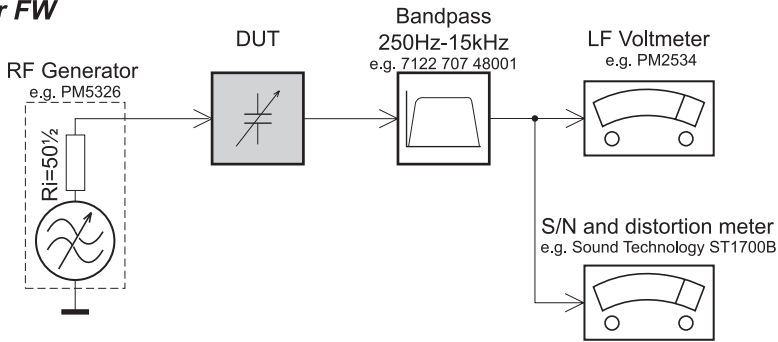 r FW
Bandpass
250Hz-15kHz
e.g. 7122 707 48001
DUT
LF Voltmeter
e.g. PM2534
RF Generator
e.g. PM5326
Ri=50½
S/N and distortion meter
e.g. Sound Technology ST1700B